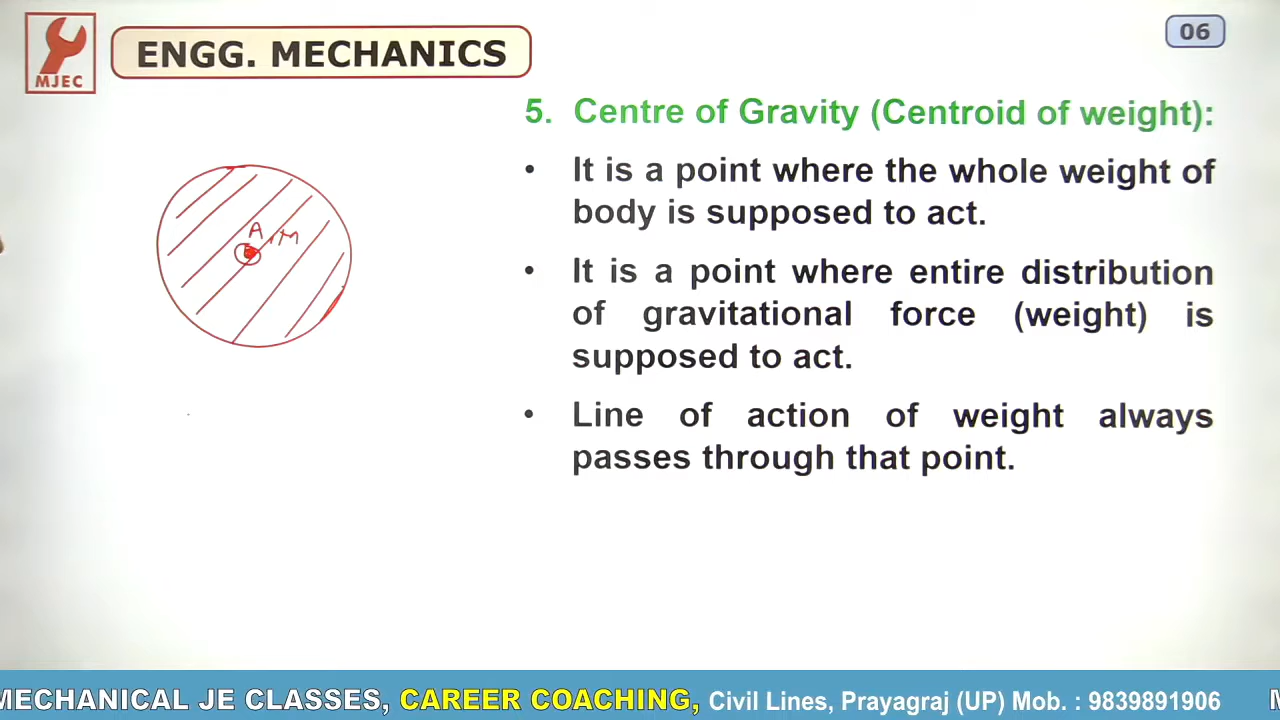 MJEC
ENGG. MECHANICS
06
5. Centre of Gravity (Centroid of weight):
• It is a point where the whole weight of
body is supposed to act.
• It is a point where entire distribution
of gravitational force (weight) is
supposed to act.
• Line of action of weight always
passes through that point.
A, M
MECHANICAL JE CLASSES, CAREER COACHING, Civil Lines, Prayagraj (UP) Mob. : 9839891906 M